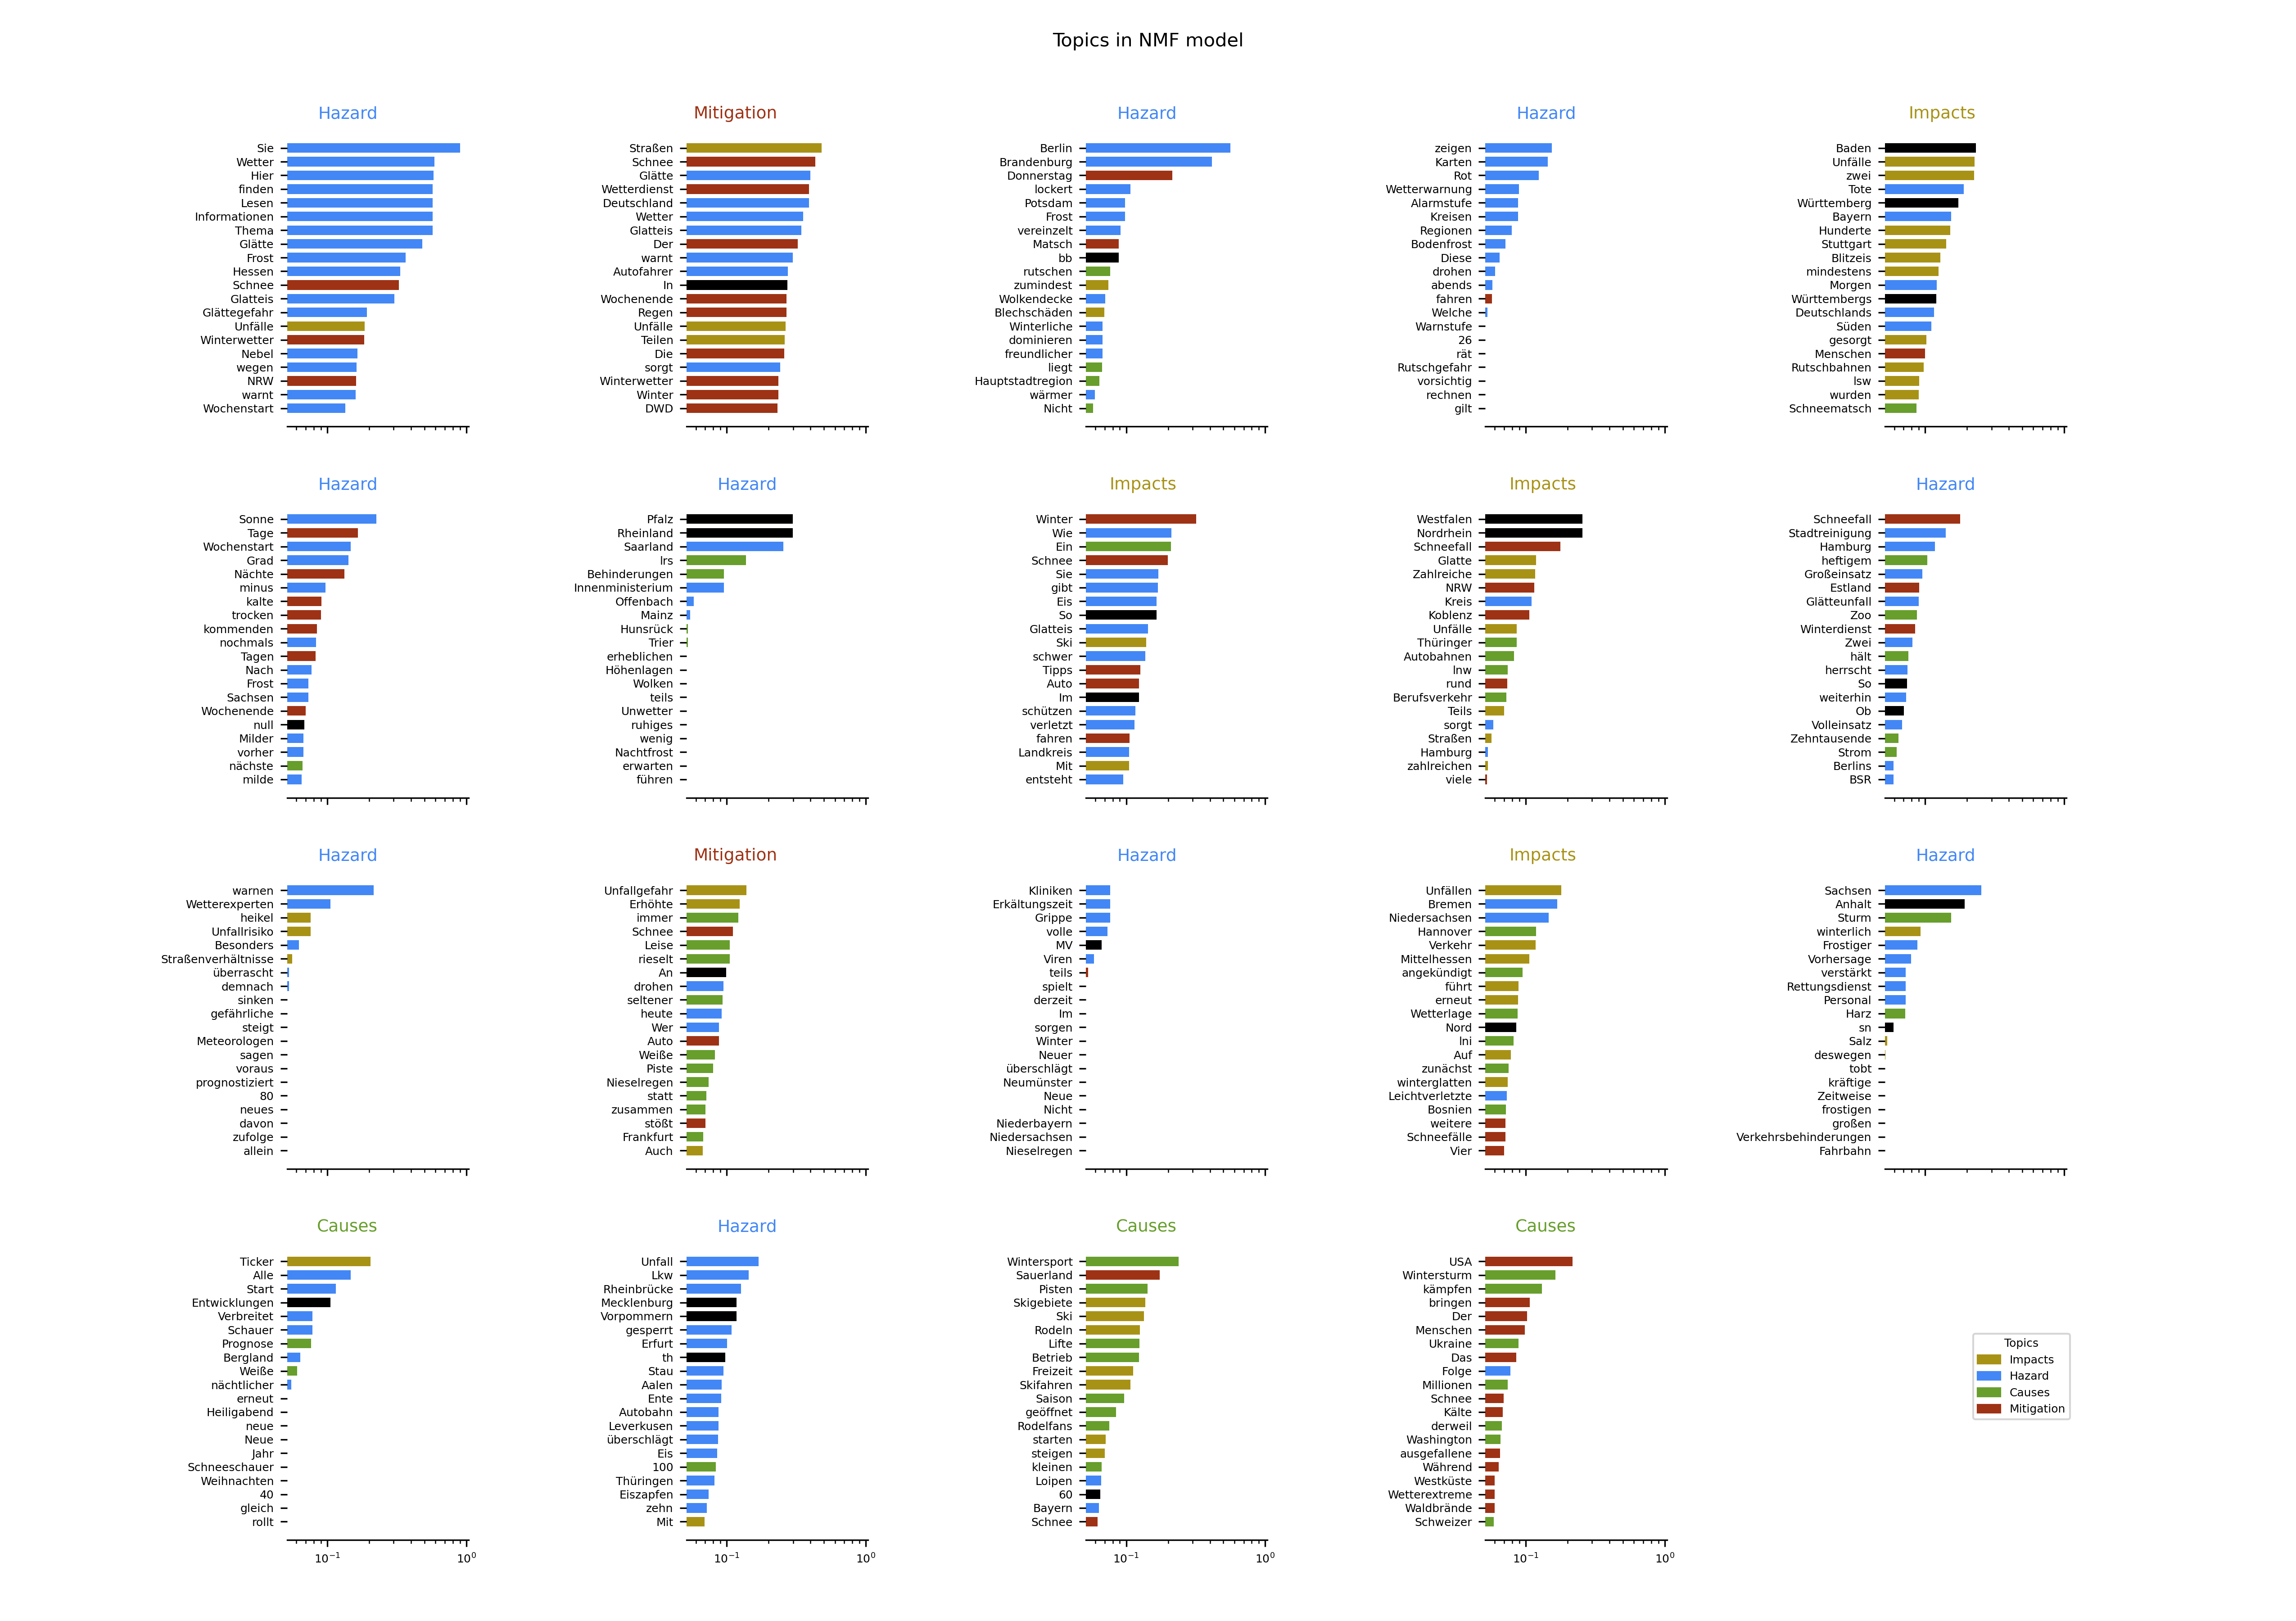 Topics in NMF model
Hazard
Sie
Wetter
Hier
finden
Lesen
Informationen
Thema
Glätte
Frost
Hessen
Schnee
Glatteis
Glättegefahr
Unfälle
Winterwetter
Nebel
wegen
NRW
warnt
Wochenstart
Mitigation
Straßen
Schnee
Glätte
Wetterdienst
Deutschland
Wetter
Glatteis
Der
warnt
Autofahrer
In
Wochenende
Regen
Unfälle
Teilen
Die
sorgt
Winterwetter
Winter
DWD
Hazard
Berlin
Brandenburg
Donnerstag
lockert
Potsdam
Frost
vereinzelt
Matsch
bb
rutschen
zumindest
Wolkendecke
Blechschäden
Winterliche
dominieren
freundlicher
liegt
Hauptstadtregion
wärmer
Nicht
Hazard
zeigen
Karten
Rot
Wetterwarnung
Alarmstufe
Kreisen
Regionen
Bodenfrost
Diese
drohen
abends
fahren
Welche
Warnstufe
26
rät
Rutschgefahr
vorsichtig
rechnen
gilt
Impacts
Baden
Unfälle
zwei
Tote
Württemberg
Bayern
Hunderte
Stuttgart
Blitzeis
mindestens
Morgen
Württembergs
Deutschlands
Süden
gesorgt
Menschen
Rutschbahnen
lsw
wurden
Schneematsch
Hazard
Sonne
Tage
Wochenstart
Grad
Nächte
minus
kalte
trocken
kommenden
nochmals
Tagen
Nach
Frost
Sachsen
Wochenende
null
Milder
vorher
nächste
milde
Hazard
Pfalz
Rheinland
Saarland
lrs
Behinderungen
Innenministerium
Offenbach
Mainz
Hunsrück
Trier
erheblichen
Höhenlagen
Wolken
teils
Unwetter
ruhiges
wenig
Nachtfrost
erwarten
führen
Impacts
Winter
Wie
Ein
Schnee
Sie
gibt
Eis
So
Glatteis
Ski
schwer
Tipps
Auto
Im
schützen
verletzt
fahren
Landkreis
Mit
entsteht
Impacts
Westfalen
Nordrhein
Schneefall
Glatte
Zahlreiche
NRW
Kreis
Koblenz
Unfälle
Thüringer
Autobahnen
lnw
rund
Berufsverkehr
Teils
sorgt
Straßen
Hamburg
zahlreichen
viele
Hazard
Schneefall
Stadtreinigung
Hamburg
heftigem
Großeinsatz
Estland
Glätteunfall
Zoo
Winterdienst
Zwei
hält
herrscht
So
weiterhin
Ob
Volleinsatz
Zehntausende
Strom
Berlins
BSR
Hazard
warnen
Wetterexperten
heikel
Unfallrisiko
Besonders
Straßenverhältnisse
überrascht
demnach
sinken
gefährliche
steigt
Meteorologen
sagen
voraus
prognostiziert
80
neues
davon
zufolge
allein
Mitigation
Unfallgefahr
Erhöhte
immer
Schnee
Leise
rieselt
An
drohen
seltener
heute
Wer
Auto
Weiße
Piste
Nieselregen
statt
zusammen
stößt
Frankfurt
Auch
Hazard
Kliniken
Erkältungszeit
Grippe
volle
MV
Viren
teils
spielt
derzeit
Im
sorgen
Winter
Neuer
überschlägt
Neumünster
Neue
Nicht
Niederbayern
Niedersachsen
Nieselregen
Impacts
Unfällen
Bremen
Niedersachsen
Hannover
Verkehr
Mittelhessen
angekündigt
führt
erneut
Wetterlage
Nord
lni
Auf
zunächst
winterglatten
Leichtverletzte
Bosnien
weitere
Schneefälle
Vier
Hazard
Sachsen
Anhalt
Sturm
winterlich
Frostiger
Vorhersage
verstärkt
Rettungsdienst
Personal
Harz
sn
Salz
deswegen
tobt
kräftige
Zeitweise
frostigen
großen
Verkehrsbehinderungen
Fahrbahn
Causes
Ticker
Alle
Start
Entwicklungen
Verbreitet
Schauer
Prognose
Bergland
Weiße
nächtlicher
erneut
Heiligabend
neue
Neue
Jahr
Schneeschauer
Weihnachten
40
gleich
rollt
10⁻¹ 10⁰
Hazard
Unfall
Lkw
Rheinbrücke
Mecklenburg
Vorpommern
gesperrt
Erfurt
th
Stau
Aalen
Ente
Autobahn
Leverkusen
überschlägt
Eis
100
Thüringen
Eiszapfen
zehn
Mit
10⁻¹ 10⁰
Causes
Wintersport
Sauerland
Pisten
Skigebiete
Ski
Rodeln
Lifte
Betrieb
Freizeit
Skifahren
Saison
geöffnet
Rodelfans
starten
steigen
kleinen
Loipen
60
Bayern
Schnee
10⁻¹ 10⁰
Causes
USA
Wintersturm
kämpfen
bringen
Der
Menschen
Ukraine
Das
Folge
Millionen
Schnee
Kälte
derweil
Washington
ausgefallene
Während
Westküste
Wetterextreme
Waldbrände
Schweizer
10⁻¹ 10⁰
Topics
Impacts
Hazard
Causes
Mitigation